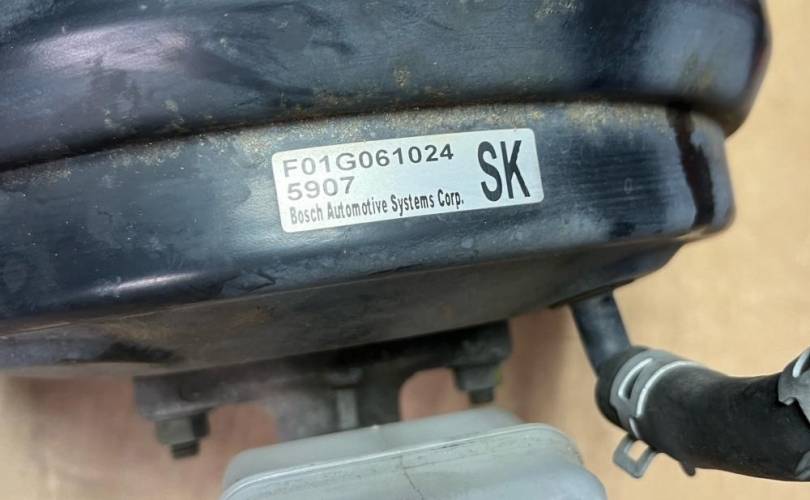 F01G061024
5907
SK
Bosch Automotive Systems Corp.